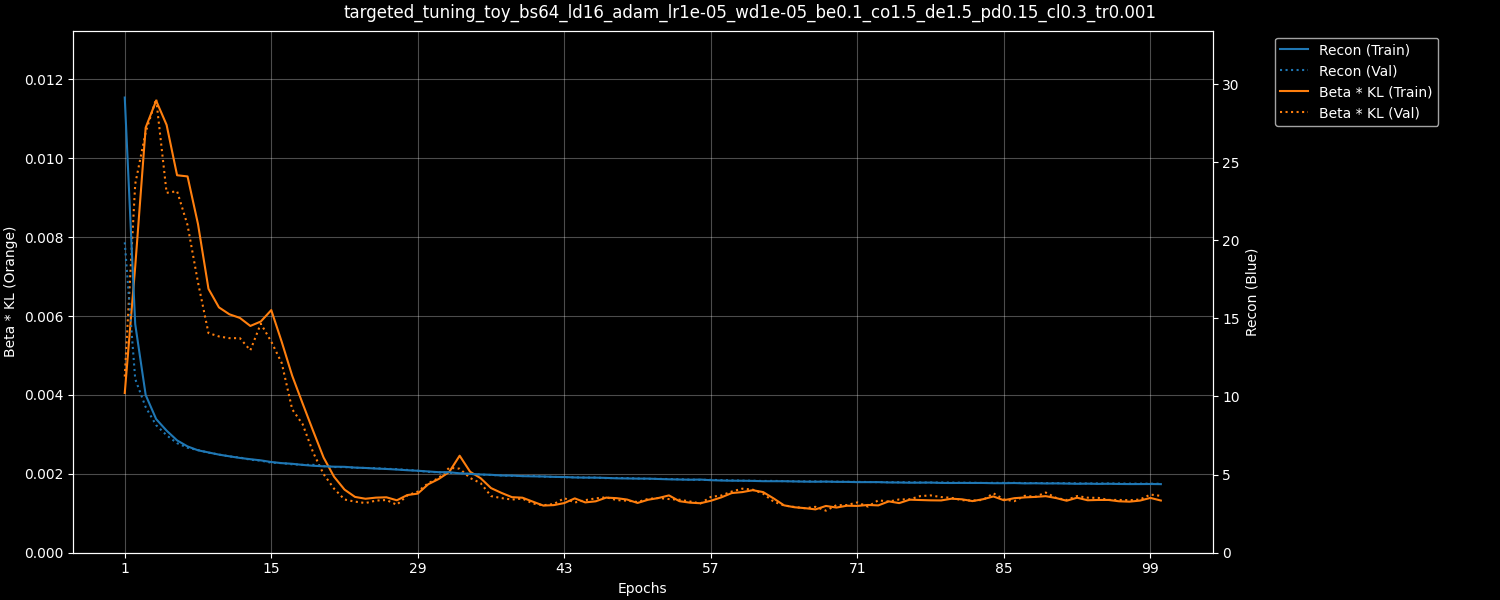 targeted_tuning_toy_bs64_ld16_adam_lr1e-05_wd1e-05_be0.1_co1.5_de1.5_pd0.15_cl0.3_tr0.001
Recon (Train)
Recon (Val)
Beta * KL (Train)
Beta * KL (Val)
Beta * KL (Orange)
0.012
0.010
0.008
0.006
0.004
0.002
0.000
30
25
20
15
10
5
0
Recon (Blue)
1 15 29 43 57 71 85 99
Epochs